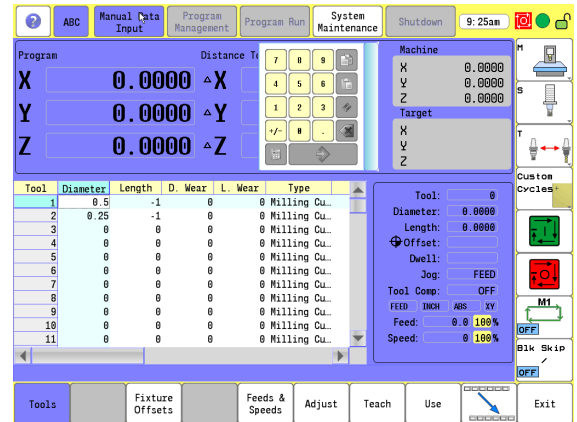 ?
ABC
Manual Data Input
Program Management
Program Run
System Maintenance
Shutdown
9:25am
Program
Distance To
X 0.0000 X
Y 0.0000 Y
Z 0.0000 Z
7 8 9
4 5 6
1 2 3
+/- 0 .
Machine
X 0.0000
Y 0.0000
Z 0.0000
Target
X
Y
Z
M
S
T
Custom
Cycles+
M1
OFF
Blk Skip
/
OFF
Tool Diameter Length D. Wear L. Wear Type
1 0.5 -1 0 0 Milling Cu…
2 0.25 -1 0 0 Milling Cu…
3 0 0 0 0 Milling Cu…
4 0 0 0 0 Milling Cu…
5 0 0 0 0 Milling Cu…
6 0 0 0 0 Milling Cu…
7 0 0 0 0 Milling Cu…
8 0 0 0 0 Milling Cu…
9 0 0 0 0 Milling Cu…
10 0 0 0 0 Milling Cu…
11 0 0 0 0 Milling Cu…
Tool: 0
Diameter: 0.0000
Length: 0.0000
Offset:
Dwell:
Jog: FEED
Tool Comp: OFF
FEED INCH ABS XY
Feed: 0.0 100%
Speed: 0 100%
Tools
Fixture Offsets
Feeds & Speeds
Adjust
Teach
Use
Exit